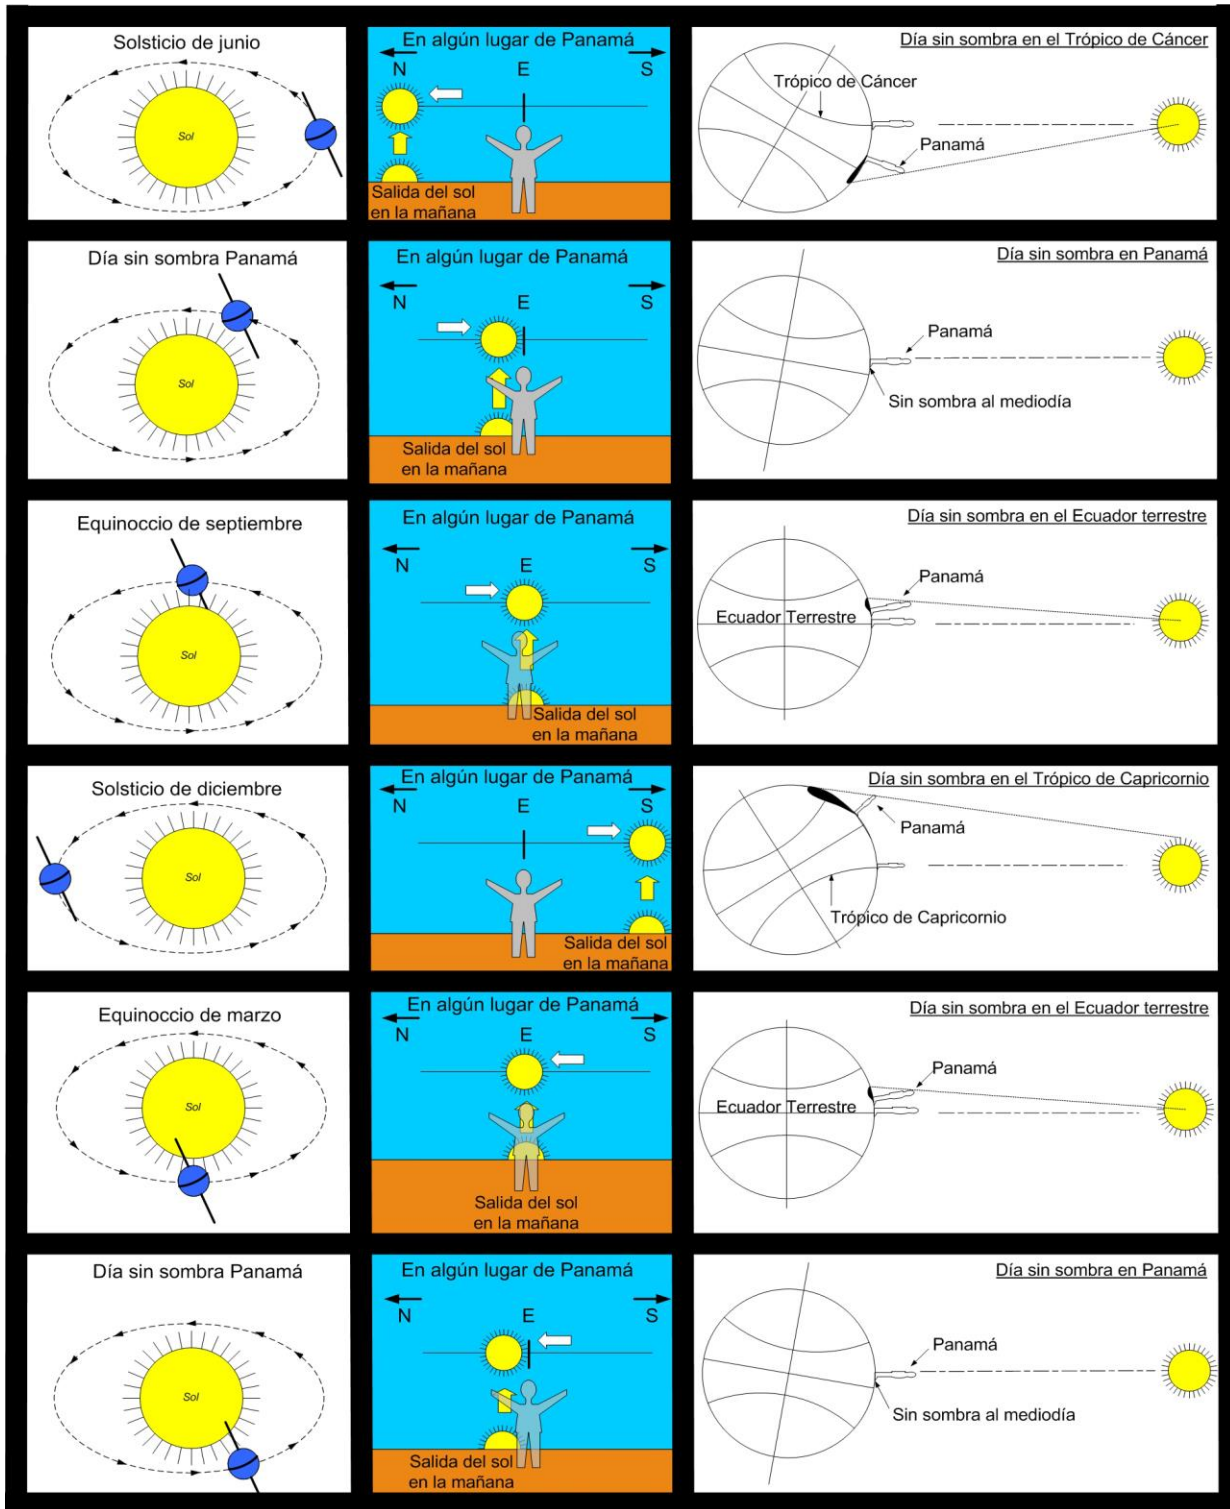 Solsticio de junio
Sol
En algún lugar de Panamá
N
E
S
Salida del sol
en la mañana
Día sin sombra en el Trópico de Cáncer
Trópico de Cáncer
Panamá
Día sin sombra Panamá
Sol
En algún lugar de Panamá
N
E
S
Salida del sol
en la mañana
Día sin sombra en Panamá
Panamá
Sin sombra al mediodía
Equinoccio de septiembre
Sol
En algún lugar de Panamá
N
E
S
Salida del sol
en la mañana
Día sin sombra en el Ecuador terrestre
Panamá
Ecuador Terrestre
Solsticio de diciembre
Sol
En algún lugar de Panamá
N
E
S
Salida del sol
en la mañana
Día sin sombra en el Trópico de Capricornio
Panamá
Trópico de Capricornio
Equinoccio de marzo
Sol
En algún lugar de Panamá
N
E
S
Salida del sol
en la mañana
Día sin sombra en el Ecuador terrestre
Panamá
Ecuador Terrestre
Día sin sombra Panamá
Sol
En algún lugar de Panamá
N
E
S
Salida del sol
en la mañana
Día sin sombra en Panamá
Panamá
Sin sombra al mediodía